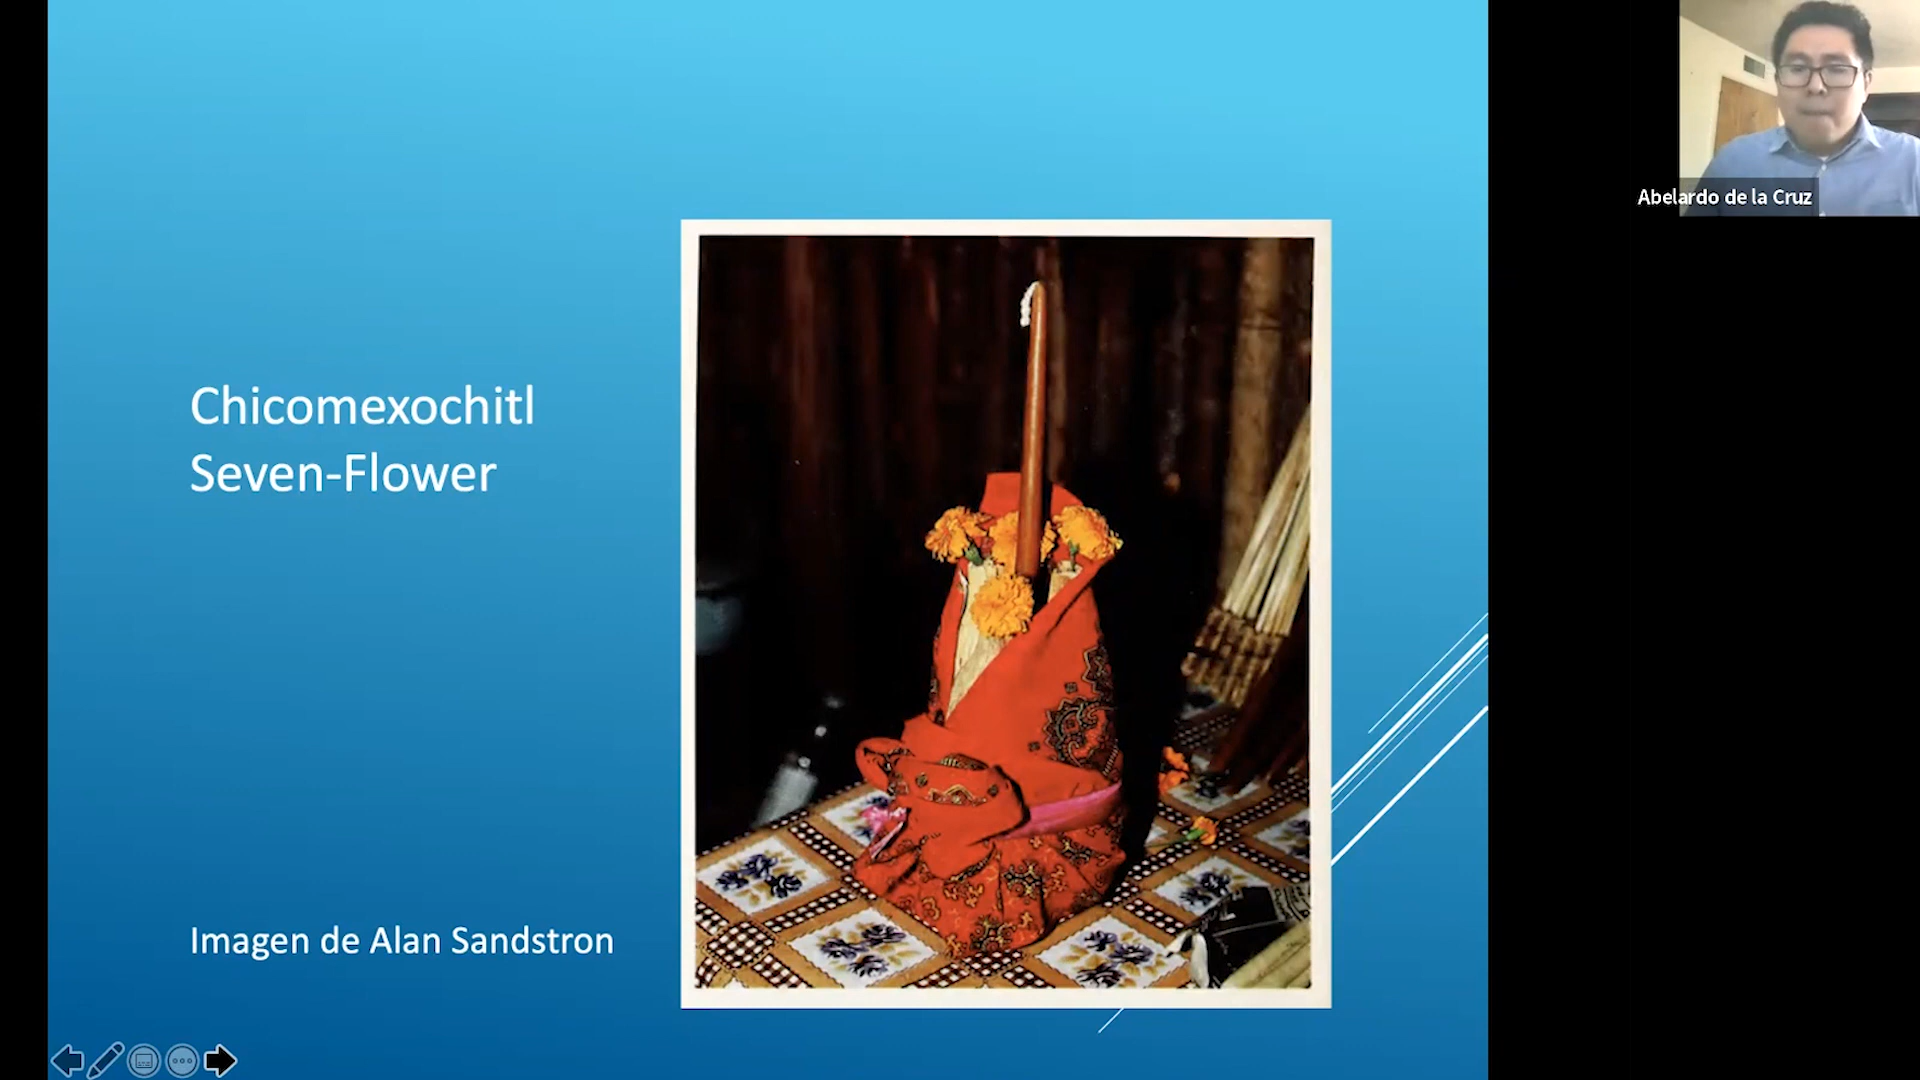 Chicomexochitl
Seven-Flower
Imagen de Alan Sandstron
Abelardo de la Cruz